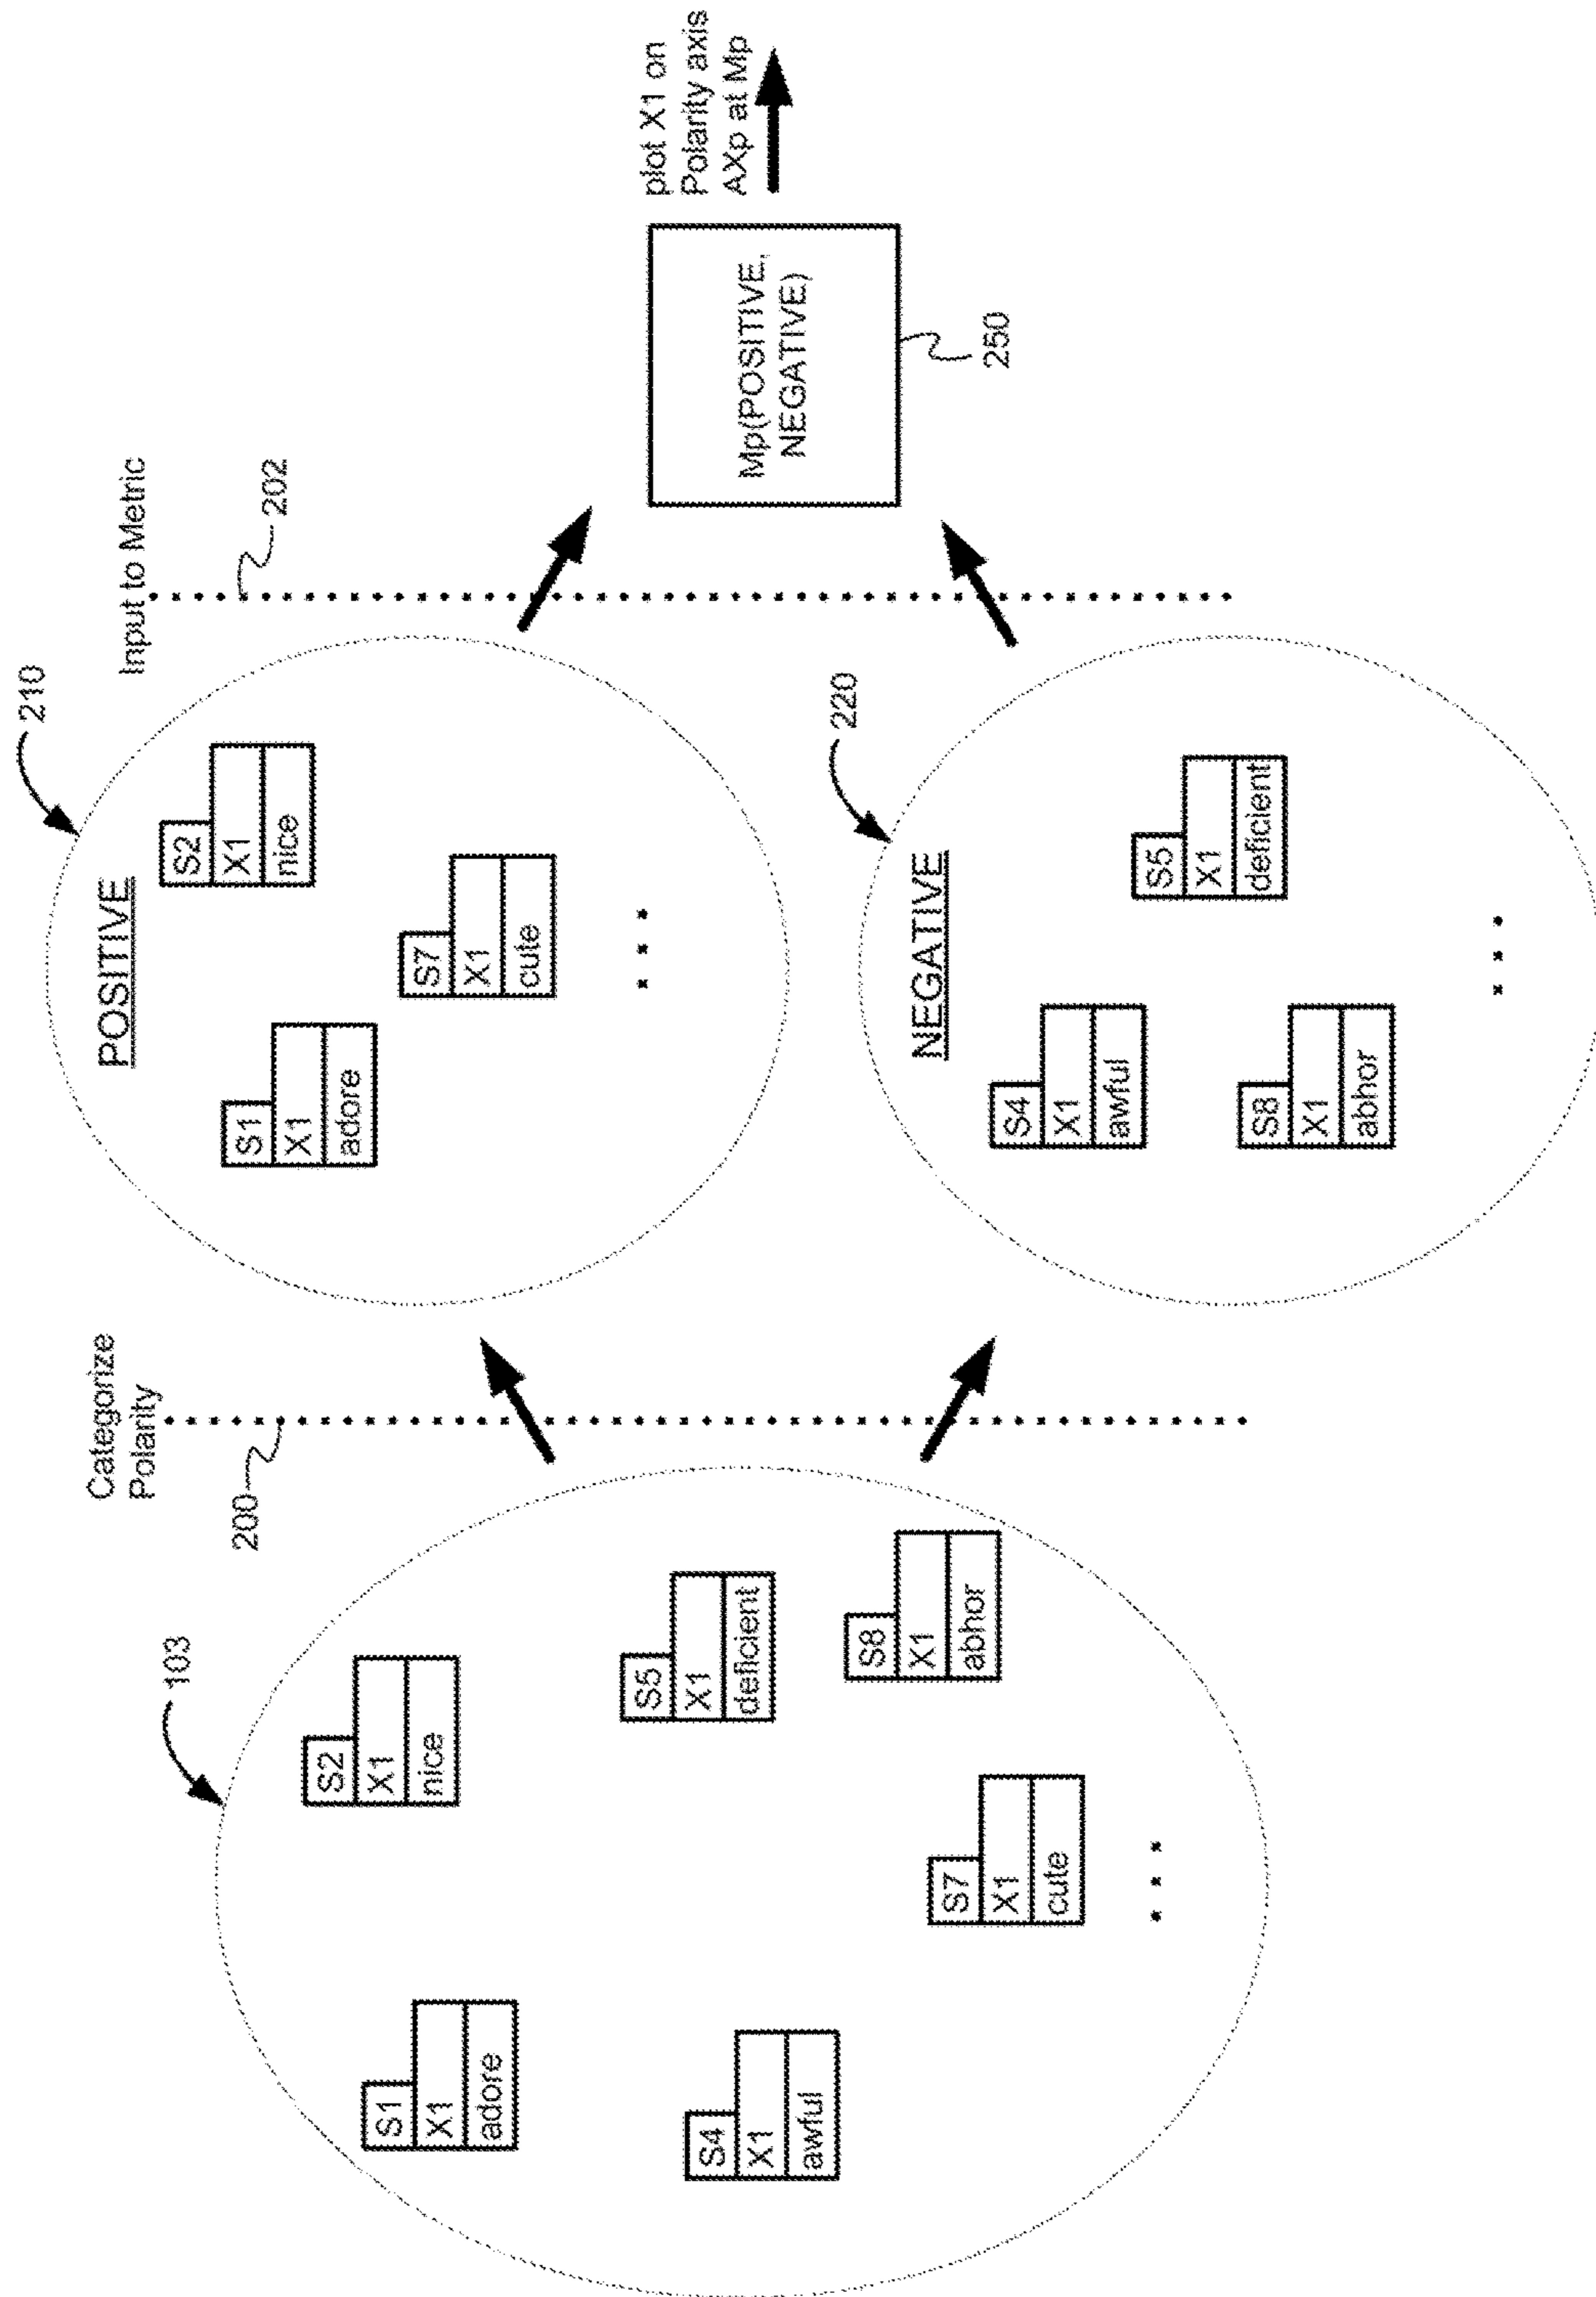 103
S1
X1
adore
S2
X1
nice
S4
X1
awful
S5
X1
deficient
S7
X1
cute
S8
X1
abhor
. . .
Categorize
Polarity
200
210
POSITIVE
S1
X1
adore
S2
X1
nice
S7
X1
cute
. . .
220
NEGATIVE
S4
X1
awful
S5
X1
deficient
S8
X1
abhor
. . .
Input to Metric
202
Mp(POSITIVE,
NEGATIVE)
250
plot X1 on
Polarity axis
AXp at Mp